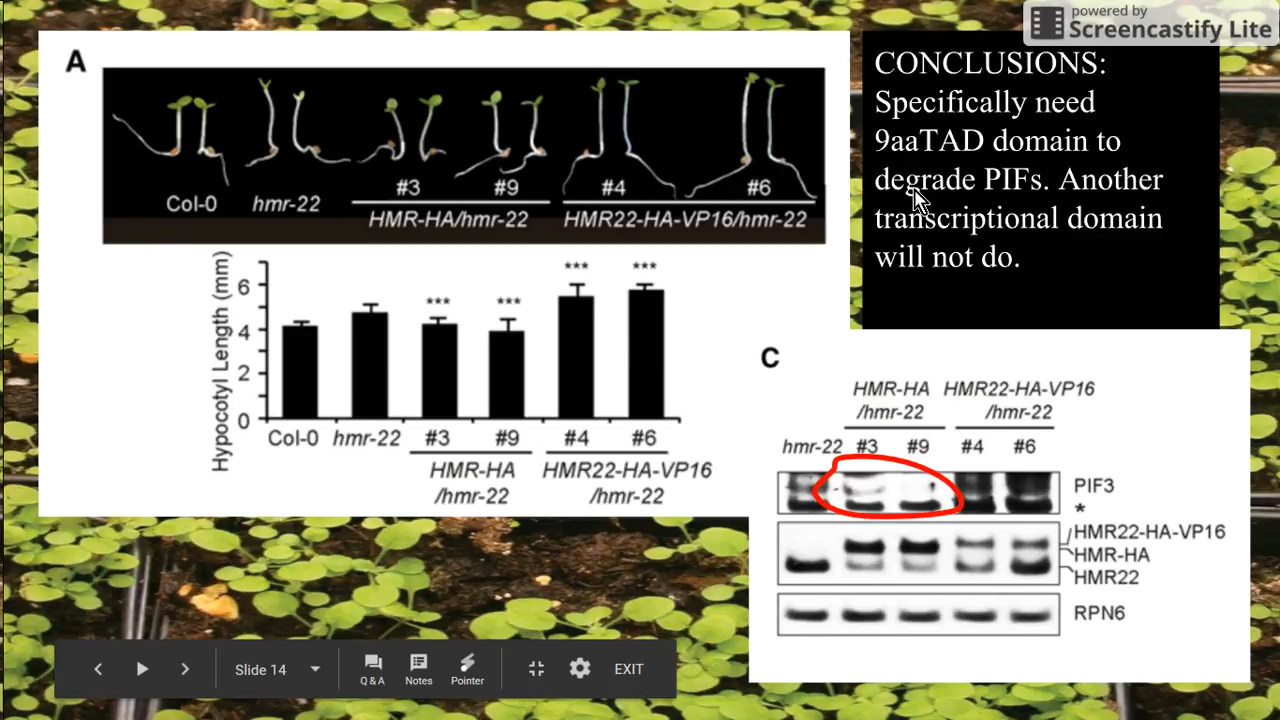 powered by
Screencastify Lite
A
Col-0 hmr-22 #3 #9 #4 #6
HMR-HA/hmr-22 HMR22-HA-VP16/hmr-22
Hypocotyl Length (mm)
6
4
2
0
*** *** *** ***
Col-0 hmr-22 #3 #9 #4 #6
HMR-HA HMR22-HA-VP16
/hmr-22 /hmr-22
CONCLUSIONS:
Specifically need
9aaTAD domain to
degrade PIFs. Another
transcriptional domain
will not do.
C
HMR-HA HMR22-HA-VP16
/hmr-22 /hmr-22
hmr-22 #3 #9 #4 #6
PIF3
*
HMR22-HA-VP16
HMR-HA
HMR22
RPN6
Slide 14
Q & A Notes Pointer
EXIT